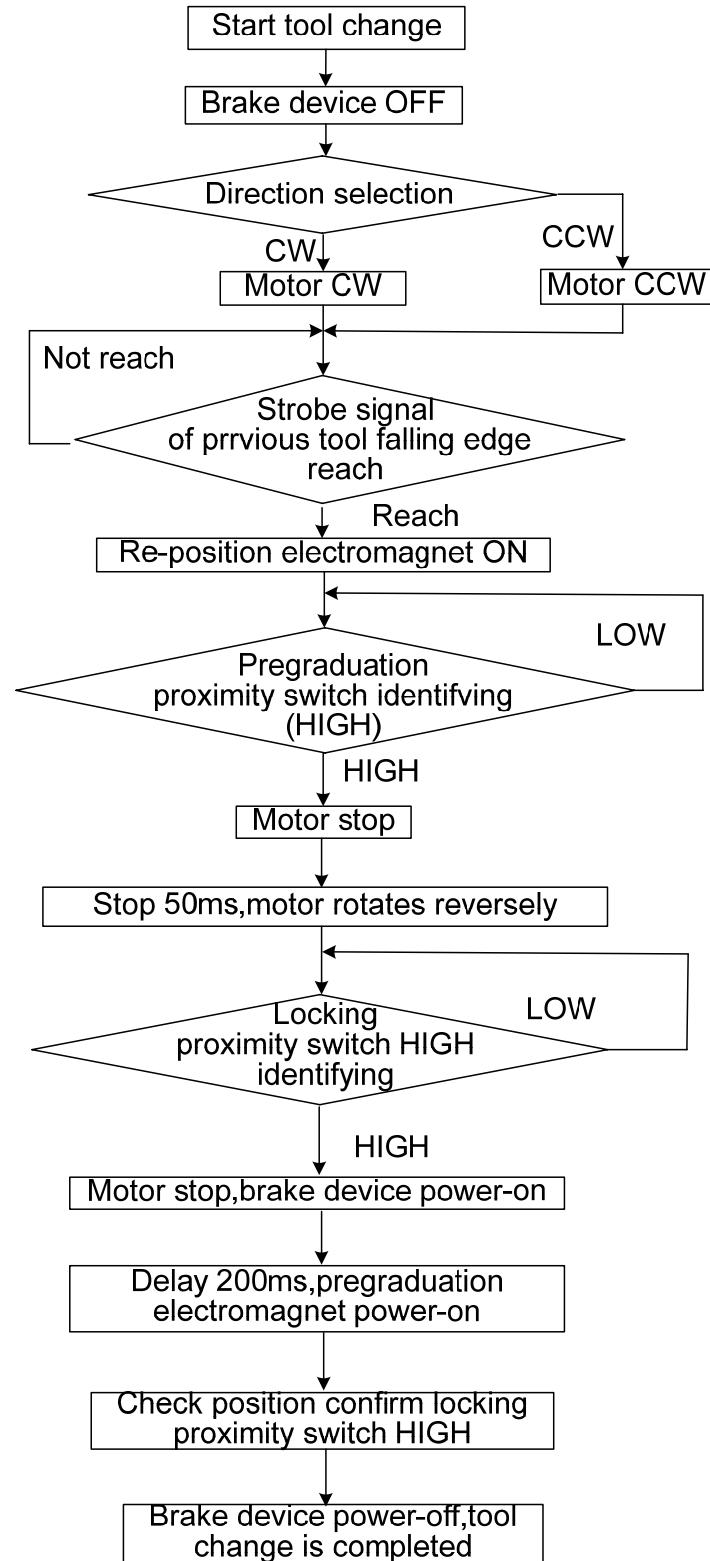 Start tool change
Brake device OFF
Direction selection
CW
CCW
Motor CW
Motor CCW
Not reach
Strobe signal
of prrvious tool falling edge
reach
Reach
Re-position electromagnet ON
LOW
Pregraduation
proximity switch identifving
(HIGH)
HIGH
Motor stop
Stop 50ms,motor rotates reversely
LOW
Locking
proximity switch HIGH
identifying
HIGH
Motor stop,brake device power-on
Delay 200ms,pregraduation
electromagnet power-on
Check position confirm locking
proximity switch HIGH
Brake device power-off,tool
change is completed